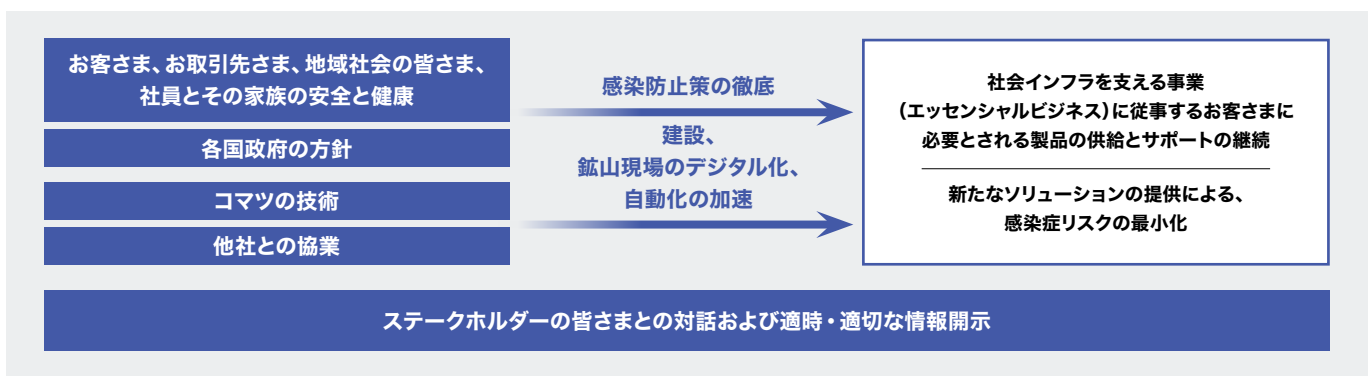 お客さま、お取引先さま、地域社会の皆さま、
社員とその家族の安全と健康
各国政府の方針
コマツの技術
他社との協業
感染防止策の徹底
建設、
鉱山現場のデジタル化、
自動化の加速
社会インフラを支える事業
(エッセンシャルビジネス)に従事するお客さまに
必要とされる製品の供給とサポートの継続
新たなソリューションの提供による、
感染症リスクの最小化
ステークホルダーの皆さまとの対話および適時・適切な情報開示